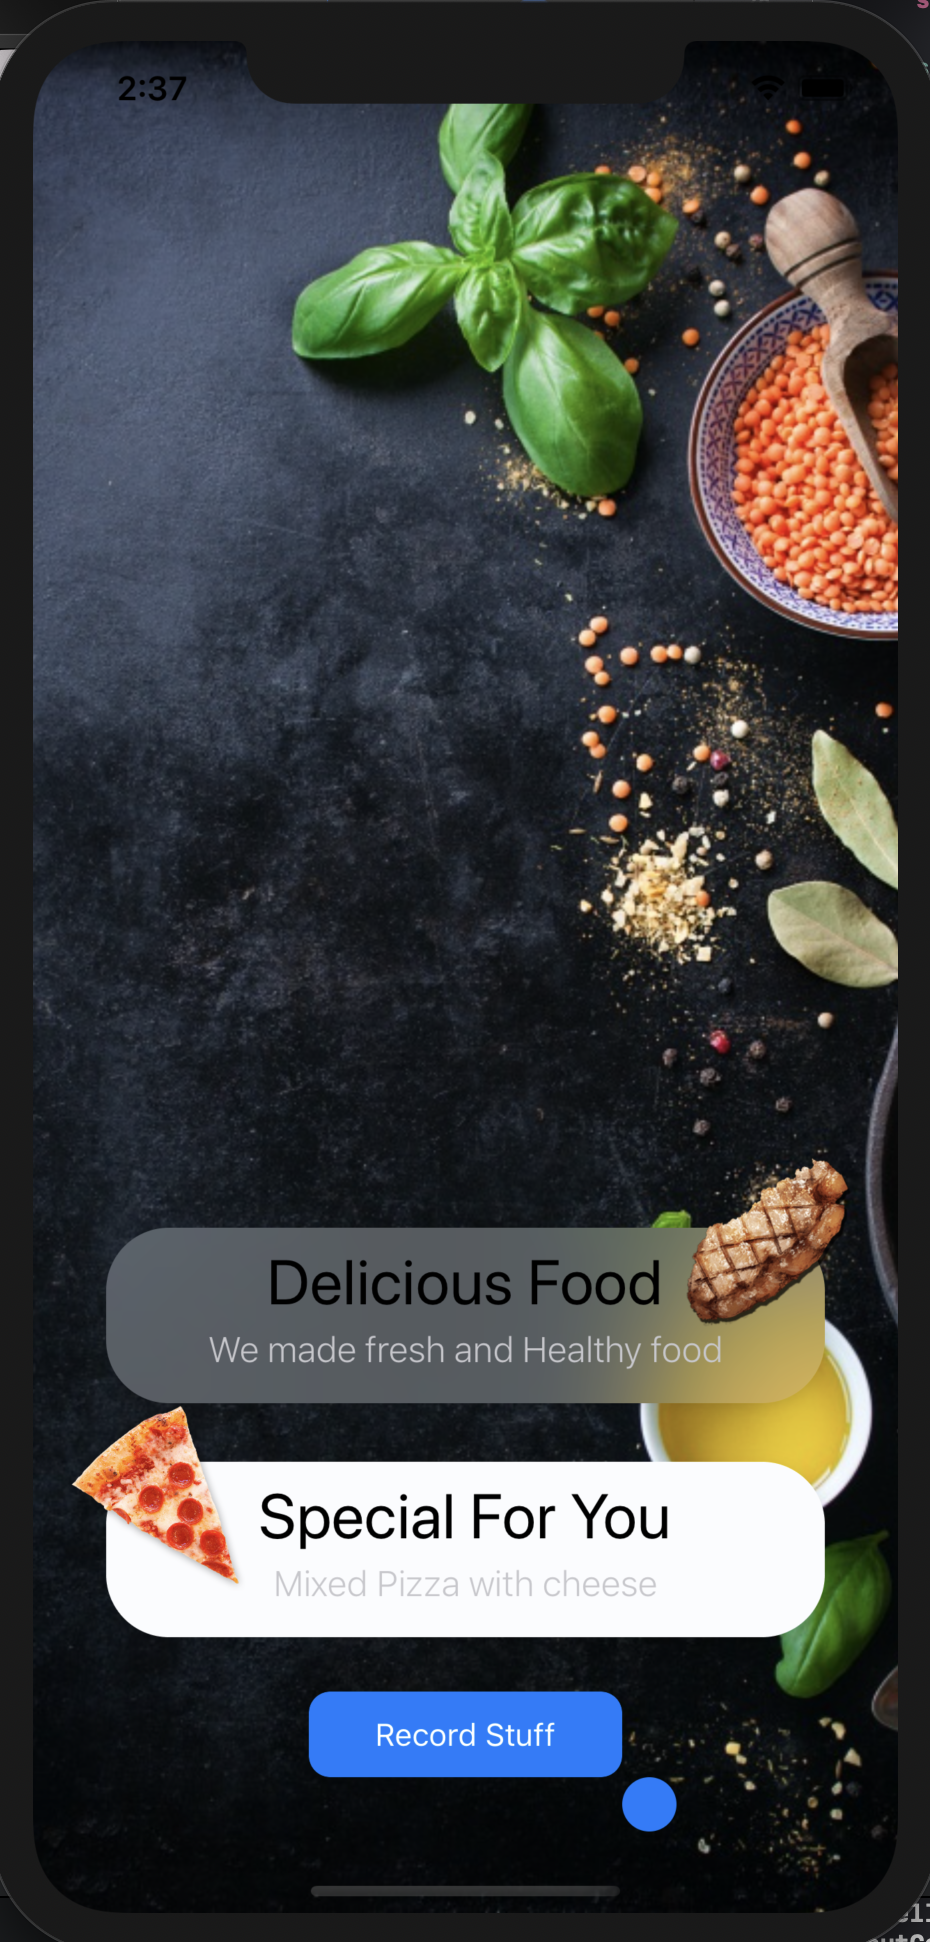 2:37
Delicious Food
We made fresh and Healthy food
Special For You
Mixed Pizza with cheese
Record Stuff